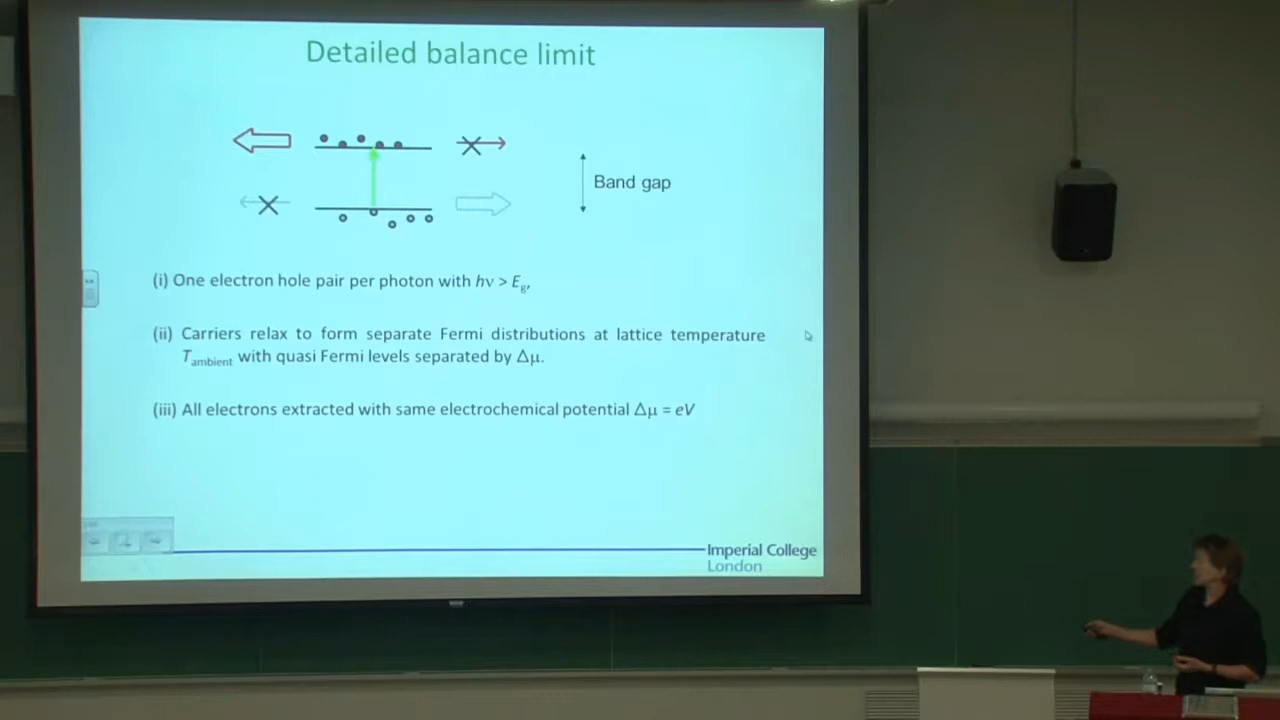 Detailed balance limit
Band gap
(i) One electron hole pair per photon with hν > Eg,
(ii) Carriers relax to form separate Fermi distributions at lattice temperature
Tambient with quasi Fermi levels separated by Δμ.
(iii) All electrons extracted with same electrochemical potential Δμ = eV
Imperial College
London